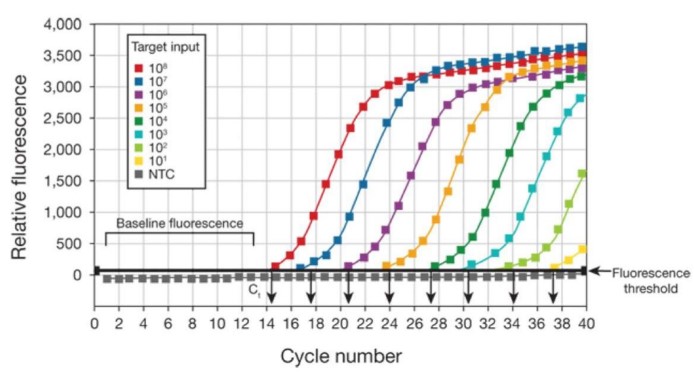 4,000
3,500
3,000
2,500
2,000
1,500
1,000
500
0
Relative fluorescence
Target input
10⁸
10⁷
10⁶
10⁵
10⁴
10³
10²
10¹
NTC
Baseline fluorescence
Cₜ
Fluorescence
threshold
0 2 4 6 8 10 12 14 16 18 20 22 24 26 28 30 32 34 36 38 40
Cycle number